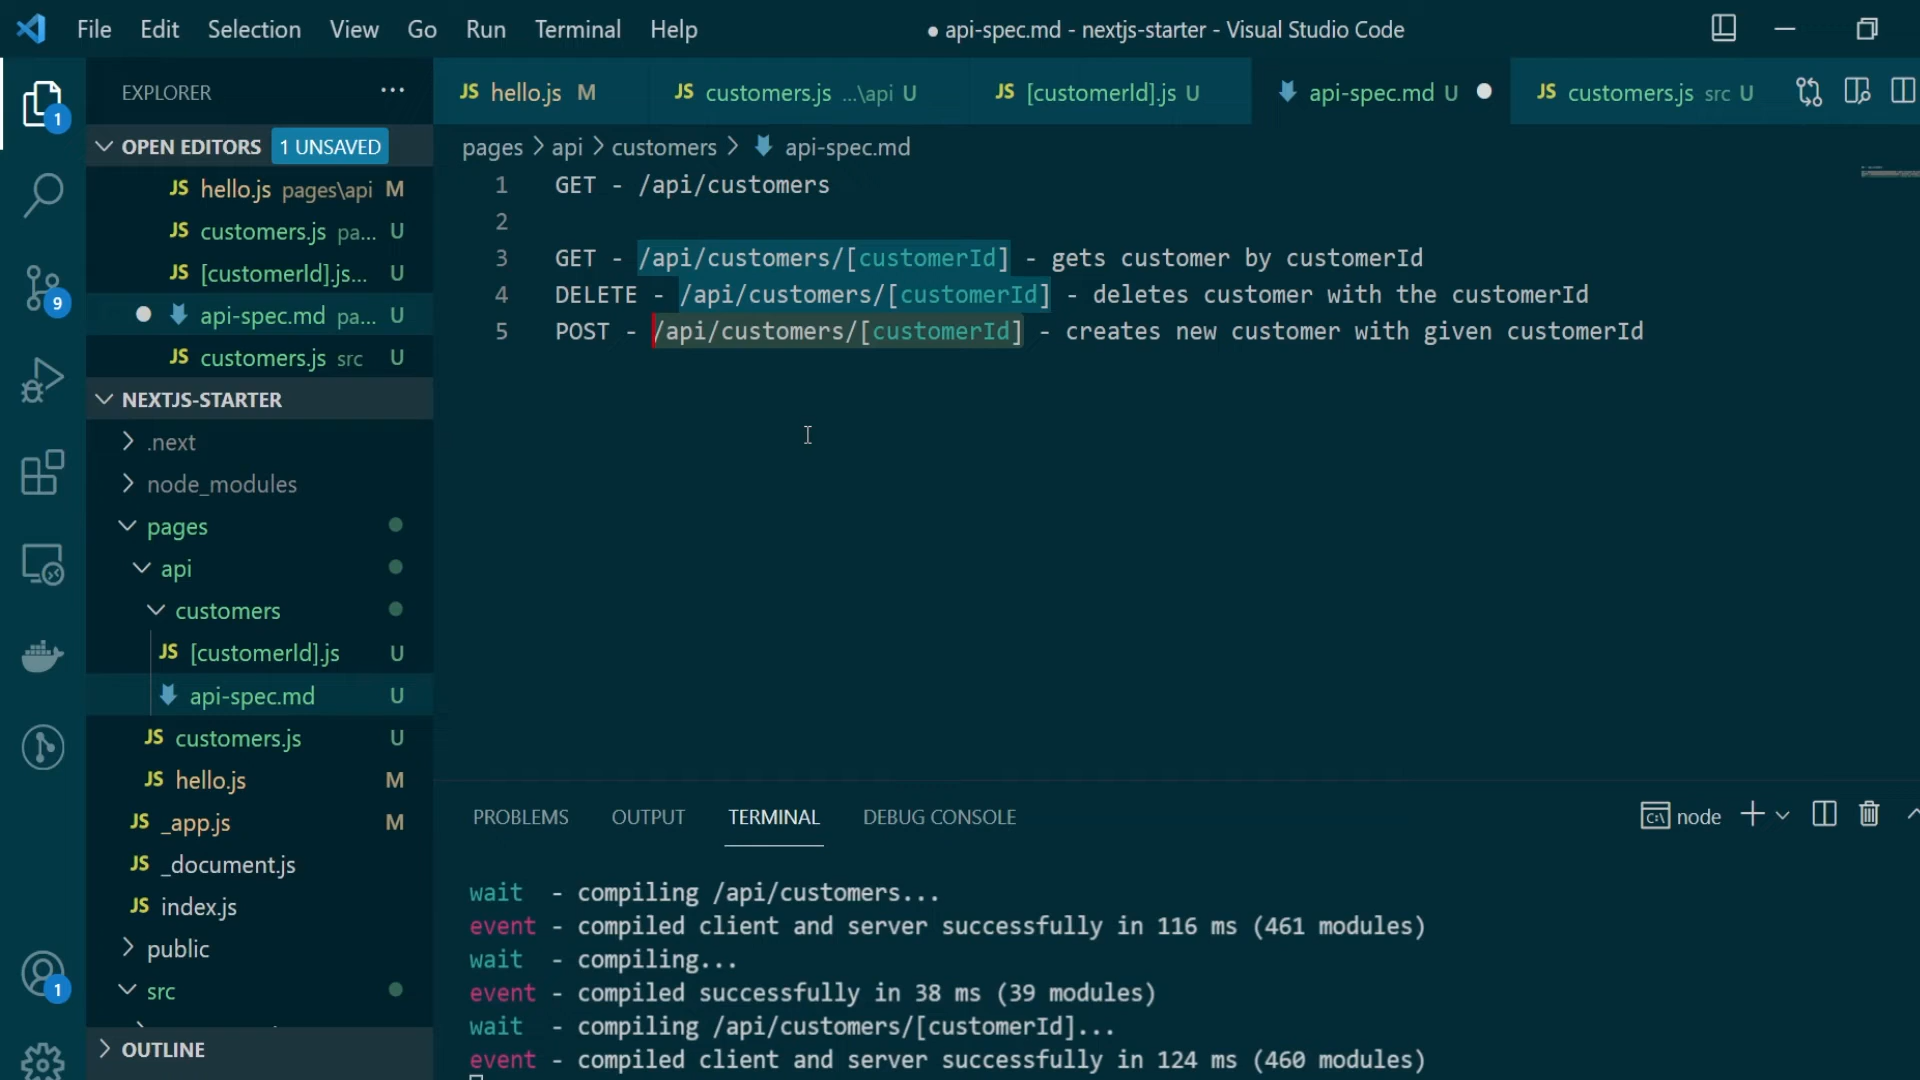 File Edit Selection View Go Run Terminal Help
● api-spec.md - nextjs-starter - Visual Studio Code
EXPLORER ...
JS hello.js M
JS customers.js ...\api U
JS [customerId].js U
api-spec.md U
JS customers.js src U
1
OPEN EDITORS 1 UNSAVED
JS hello.js pages\api M
JS customers.js pa... U
JS [customerId].js... U
api-spec.md pa... U
JS customers.js src U
9
NEXTJS-STARTER
.next
node_modules
pages
api
customers
JS [customerId].js U
api-spec.md U
JS customers.js U
JS hello.js M
JS _app.js M
JS _document.js
JS index.js
public
src
OUTLINE
1
pages > api > customers > api-spec.md
1 GET - /api/customers
2
3 GET - /api/customers/[customerId] - gets customer by customerId
4 DELETE - /api/customers/[customerId] - deletes customer with the customerId
5 POST - /api/customers/[customerId] - creates new customer with given customerId
PROBLEMS OUTPUT TERMINAL DEBUG CONSOLE
node
wait - compiling /api/customers...
event - compiled client and server successfully in 116 ms (461 modules)
wait - compiling...
event - compiled successfully in 38 ms (39 modules)
wait - compiling /api/customers/[customerId]...
event - compiled client and server successfully in 124 ms (460 modules)